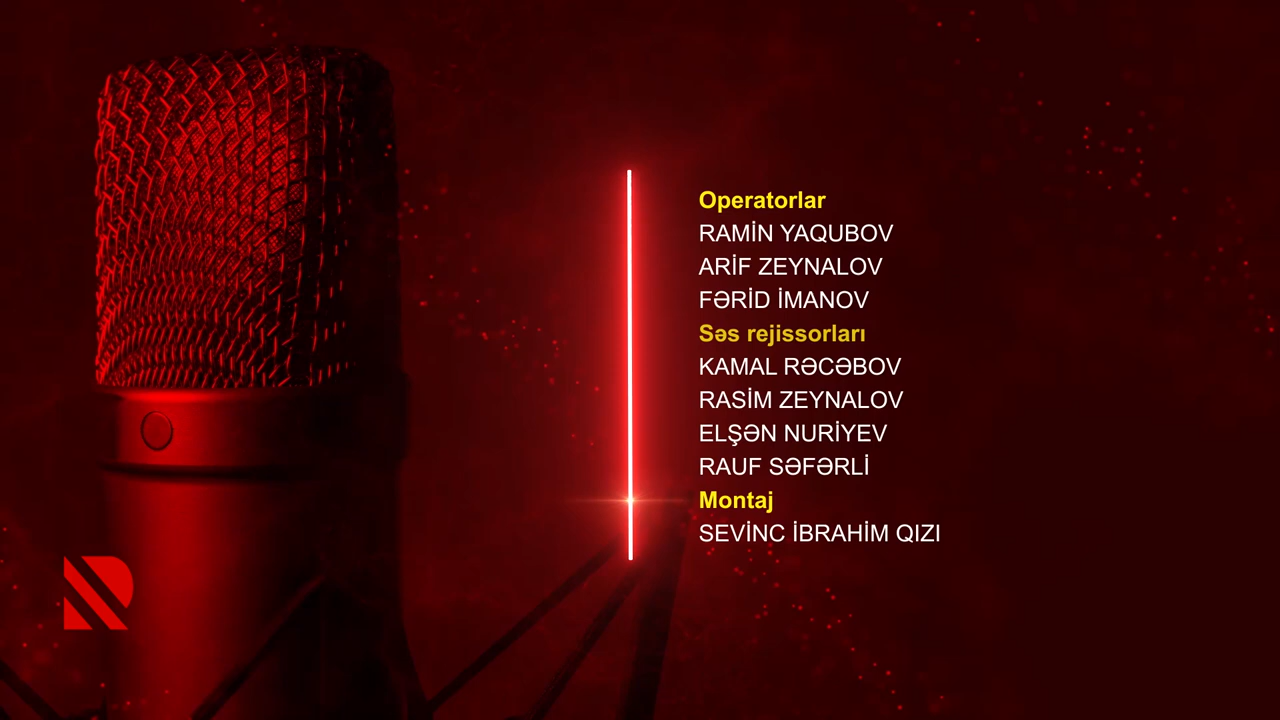 Operatorlar
RAMİN YAQUBOV
ARİF ZEYNALOV
FƏRİD İMANOV
Səs rejissorları
KAMAL RƏCƏBOV
RASİM ZEYNALOV
ELŞƏN NURİYEV
RAUF SƏFƏRLİ
Montaj
SEVİNC İBRAHİM QIZI